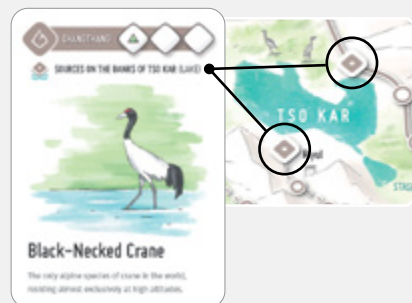 CHANGTHANG
SOURCES ON THE BANKS OF TSO KAR (LAKE)
TSO KAR
Black-Necked Crane
The only alpine species of crane in the world,
residing almost exclusively at high altitudes.